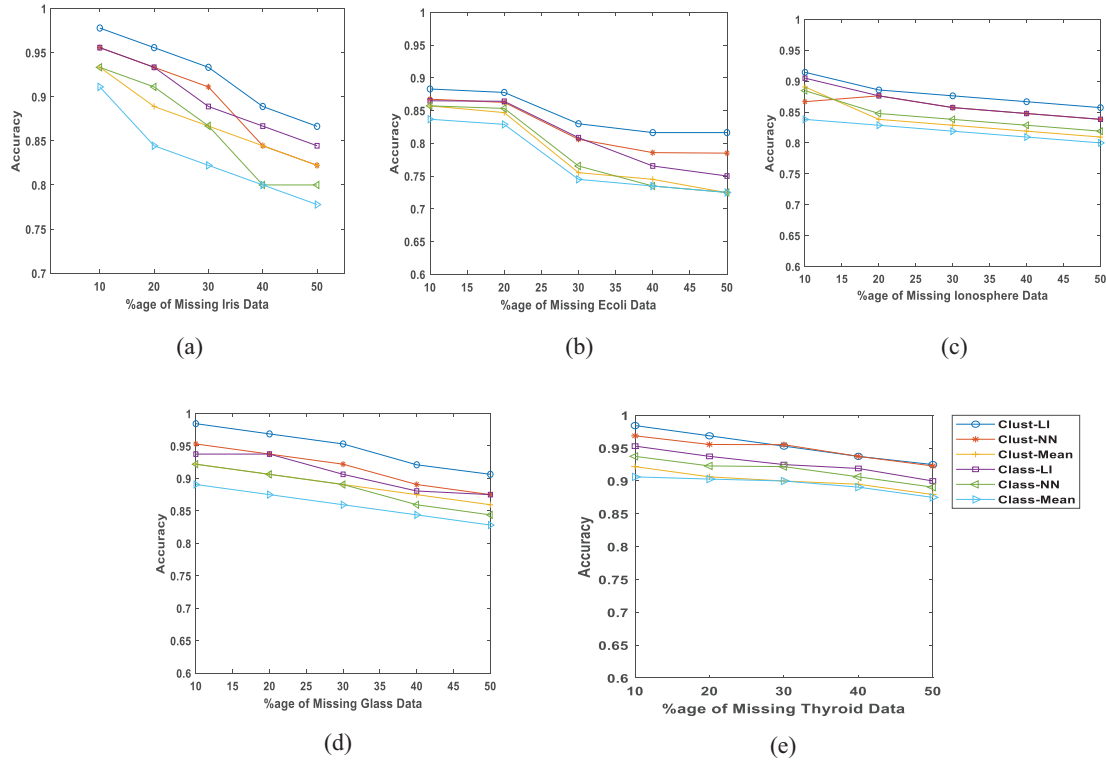 1
0.95
0.9
0.85
0.8
0.75
0.7
Accuracy
10 20 30 40 50
%age of Missing Iris Data
(a)
1
0.95
0.9
0.85
0.8
0.75
0.7
0.65
0.6
Accuracy
10 15 20 25 30 35 40 45 50
%age of Missing Ecoli Data
(b)
1
0.95
0.9
0.85
0.8
0.75
0.7
0.65
0.6
Accuracy
10 15 20 25 30 35 40 45 50
%age of Missing Ionosphere Data
(c)
1
0.95
0.9
0.85
0.8
0.75
0.7
0.65
0.6
Accuracy
10 15 20 25 30 35 40 45 50
%age of Missing Glass Data
(d)
1
0.95
0.9
0.85
0.8
0.75
0.7
0.65
0.6
Accuracy
10 20 30 40 50
%age of Missing Thyroid Data
(e)
Clust-LI
Clust-NN
Clust-Mean
Class-LI
Class-NN
Class-Mean